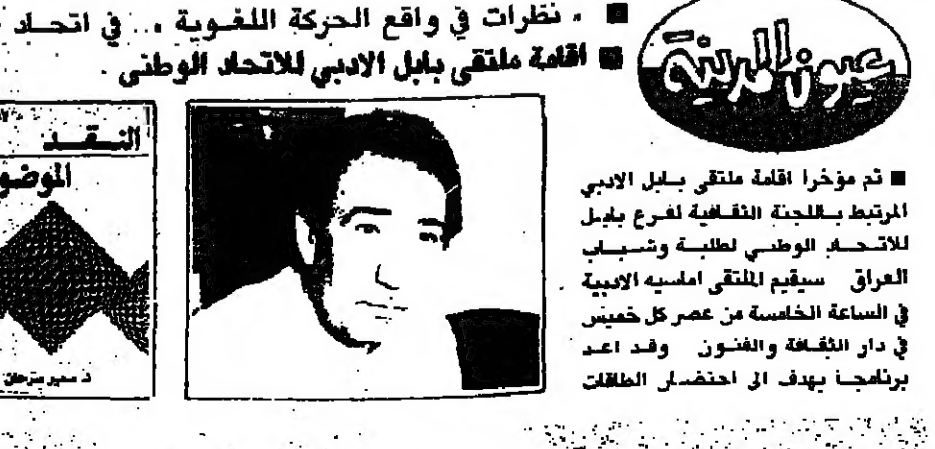 عيون المدينة
■ « نظرات في واقع الحركة اللغوية » .. في اتحاد
■ اقامة ملتقى بابل الادبي للاتحاد الوطني
■ تم مؤخرا اقامة ملتقى بابل الادبي
المرتبط باللجنة الثقافية لفرع بابل
للاتحاد الوطني لطلبة وشباب
العراق سيقيم الملتقى اماسيه الادبية
في الساعة الخامسة من عصر كل خميس
في دار الثقافة والفنون وقد اعد
برنامجا يهدف الى احتضان الطاقات
النقد
الموضو
د. سمير سرحان